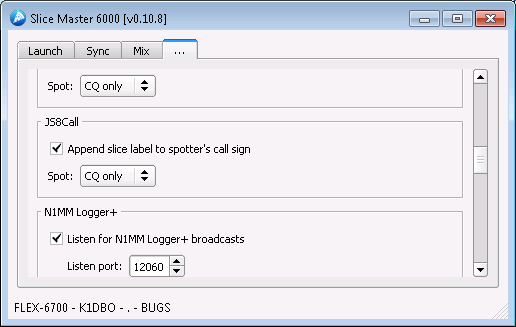 Slice Master 6000 [v0.10.8]
Launch Sync Mix ...
Spot: CQ only
JS8Call
Append slice label to spotter's call sign
Spot: CQ only
N1MM Logger+
Listen for N1MM Logger+ broadcasts
Listen port: 12060
FLEX-6700 - K1DBO - . - BUGS